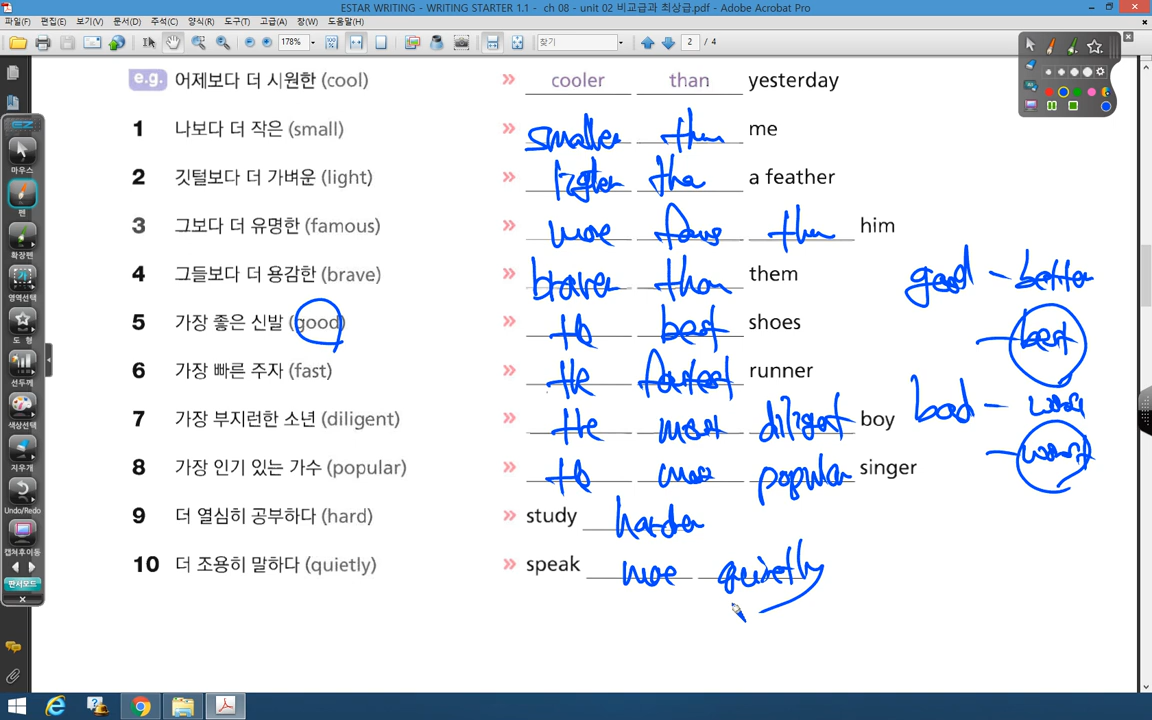 ESTAR WRITING - WRITING STARTER 1.1 - ch 08 - unit 02 비교급과 최상급.pdf - Adobe Acrobat Pro
파일(F) 편집(E) 보기(V) 문서(D) 주석(C) 양식(R) 도구(T) 고급(A) 창(W) 도움말(H)
178% 찾기 2 / 4
e.g. 어제보다 더 시원한 (cool) » cooler than yesterday
1 나보다 더 작은 (small) » smaller than me
2 깃털보다 더 가벼운 (light) » lighter than a feather
3 그보다 더 유명한 (famous) » more famous than him
4 그들보다 더 용감한 (brave) » braver than them
good - better
5 가장 좋은 신발 (good) » the best shoes
- best
6 가장 빠른 주자 (fast) » the fastest runner
7 가장 부지런한 소년 (diligent) » the most diligent boy
bad - worse
8 가장 인기 있는 가수 (popular) » the most popular singer
- worst
9 더 열심히 공부하다 (hard) » study harder
10 더 조용히 말하다 (quietly) » speak more quietly
EZ
마우스
펜
확장펜
영역선택
도 형
선두께
색상선택
지우개
Undo/Redo
캡쳐후이동
판서모드